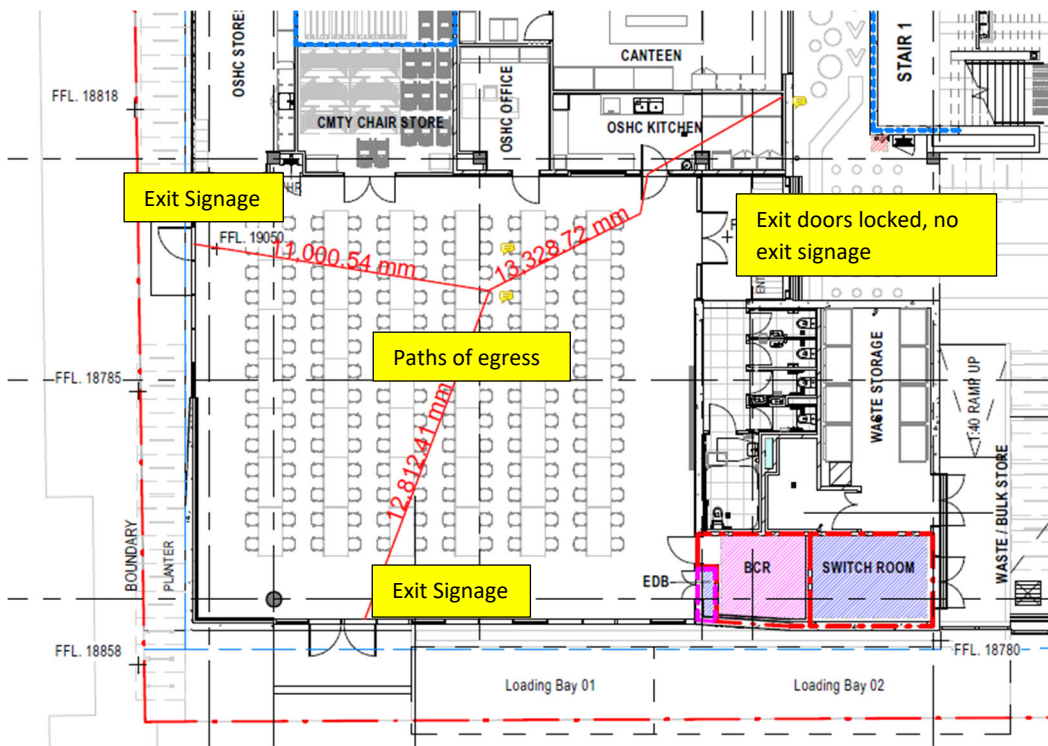 OSHC STORES
FFL. 18818
CMTY CHAIR STORE
OSHC OFFICE
CANTEEN
OSHC KITCHEN
STAIR 1
Exit Signage
HR
FFL. 19050
11,000.54 mm
13,328.72 mm
Exit doors locked, no
exit signage
ENT
Paths of egress
FFL. 18785
12,812.41 mm
WASTE STORAGE
1:40 RAMP UP
BOUNDARY
PLANTER
WASTE / BULK STORE
Exit Signage
EDB
BCR
SWITCH ROOM
FFL. 18858
FFL. 18780
Loading Bay 01
Loading Bay 02